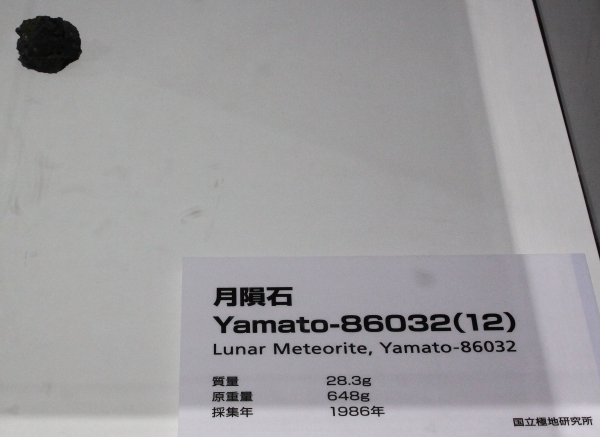 月隕石
Yamato-86032(12)
Lunar Meteorite, Yamato-86032
質量 28.3g
原重量 648g
採集年 1986年
国立極地研究所